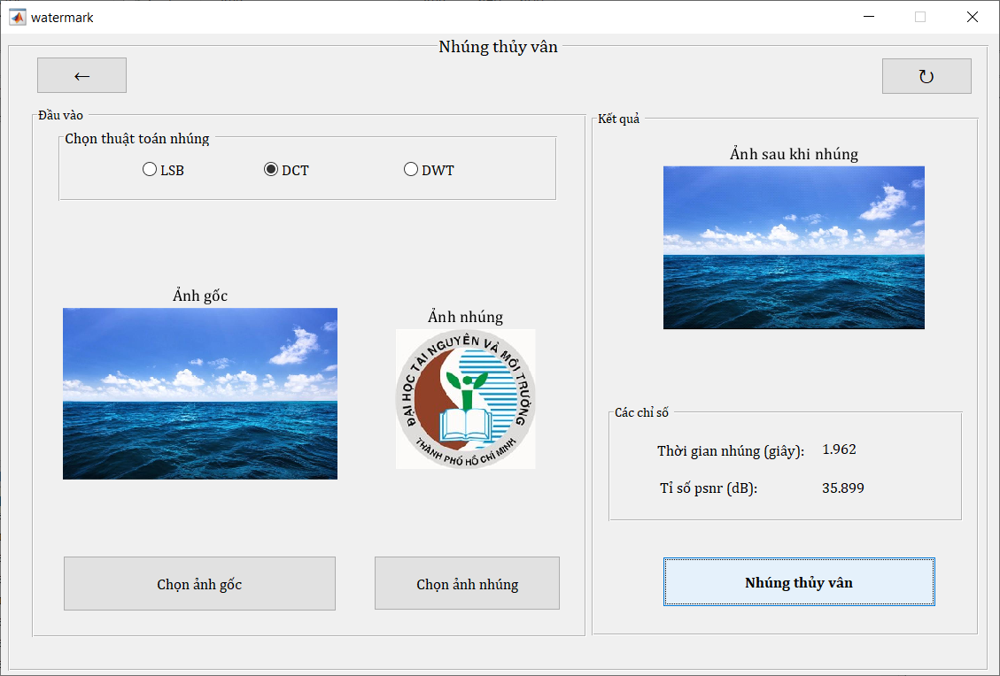 watermark
Nhúng thủy vân
←
↻
Đầu vào
Chọn thuật toán nhúng
LSB
DCT
DWT
Ảnh gốc
Ảnh nhúng
ĐẠI HỌC TÀI NGUYÊN VÀ MÔI TRƯỜNG
THÀNH PHỐ HỒ CHÍ MINH
Chọn ảnh gốc
Chọn ảnh nhúng
Kết quả
Ảnh sau khi nhúng
Các chỉ số
Thời gian nhúng (giây): 1.962
Tỉ số psnr (dB): 35.899
Nhúng thủy vân